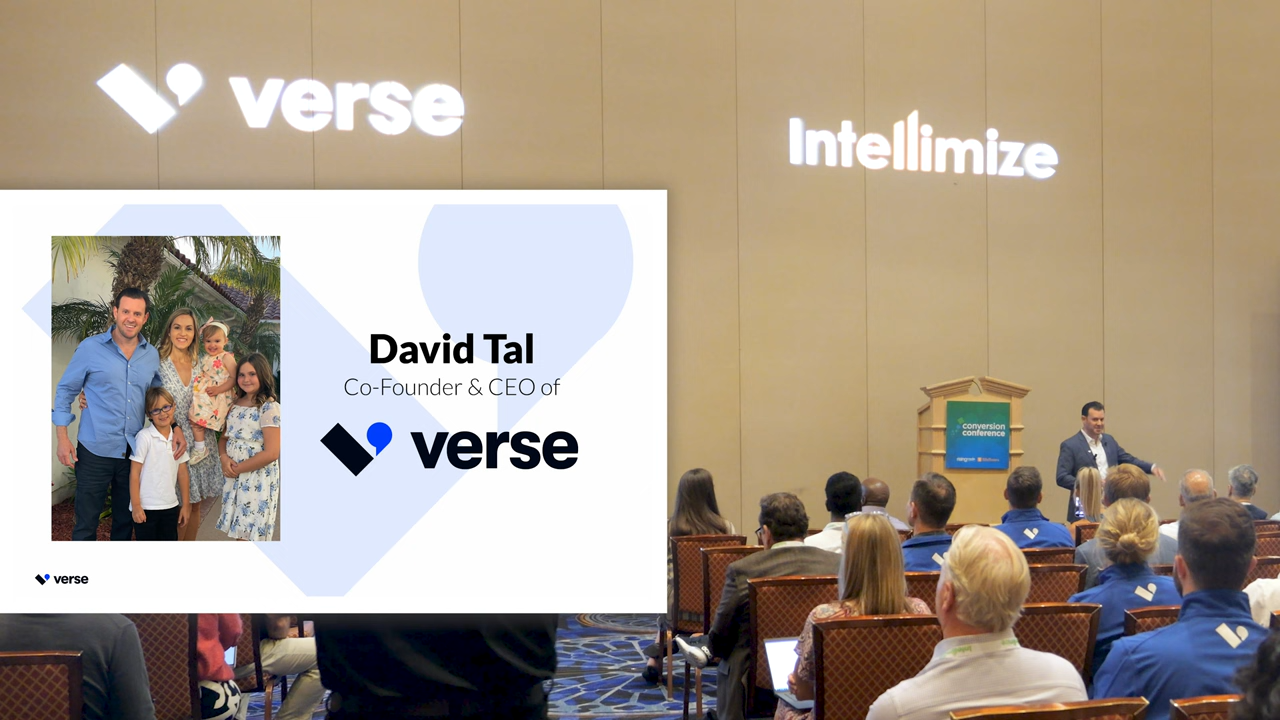 verse
Intellimize
David Tal
Co-Founder & CEO of
verse
verse
conversion
conference